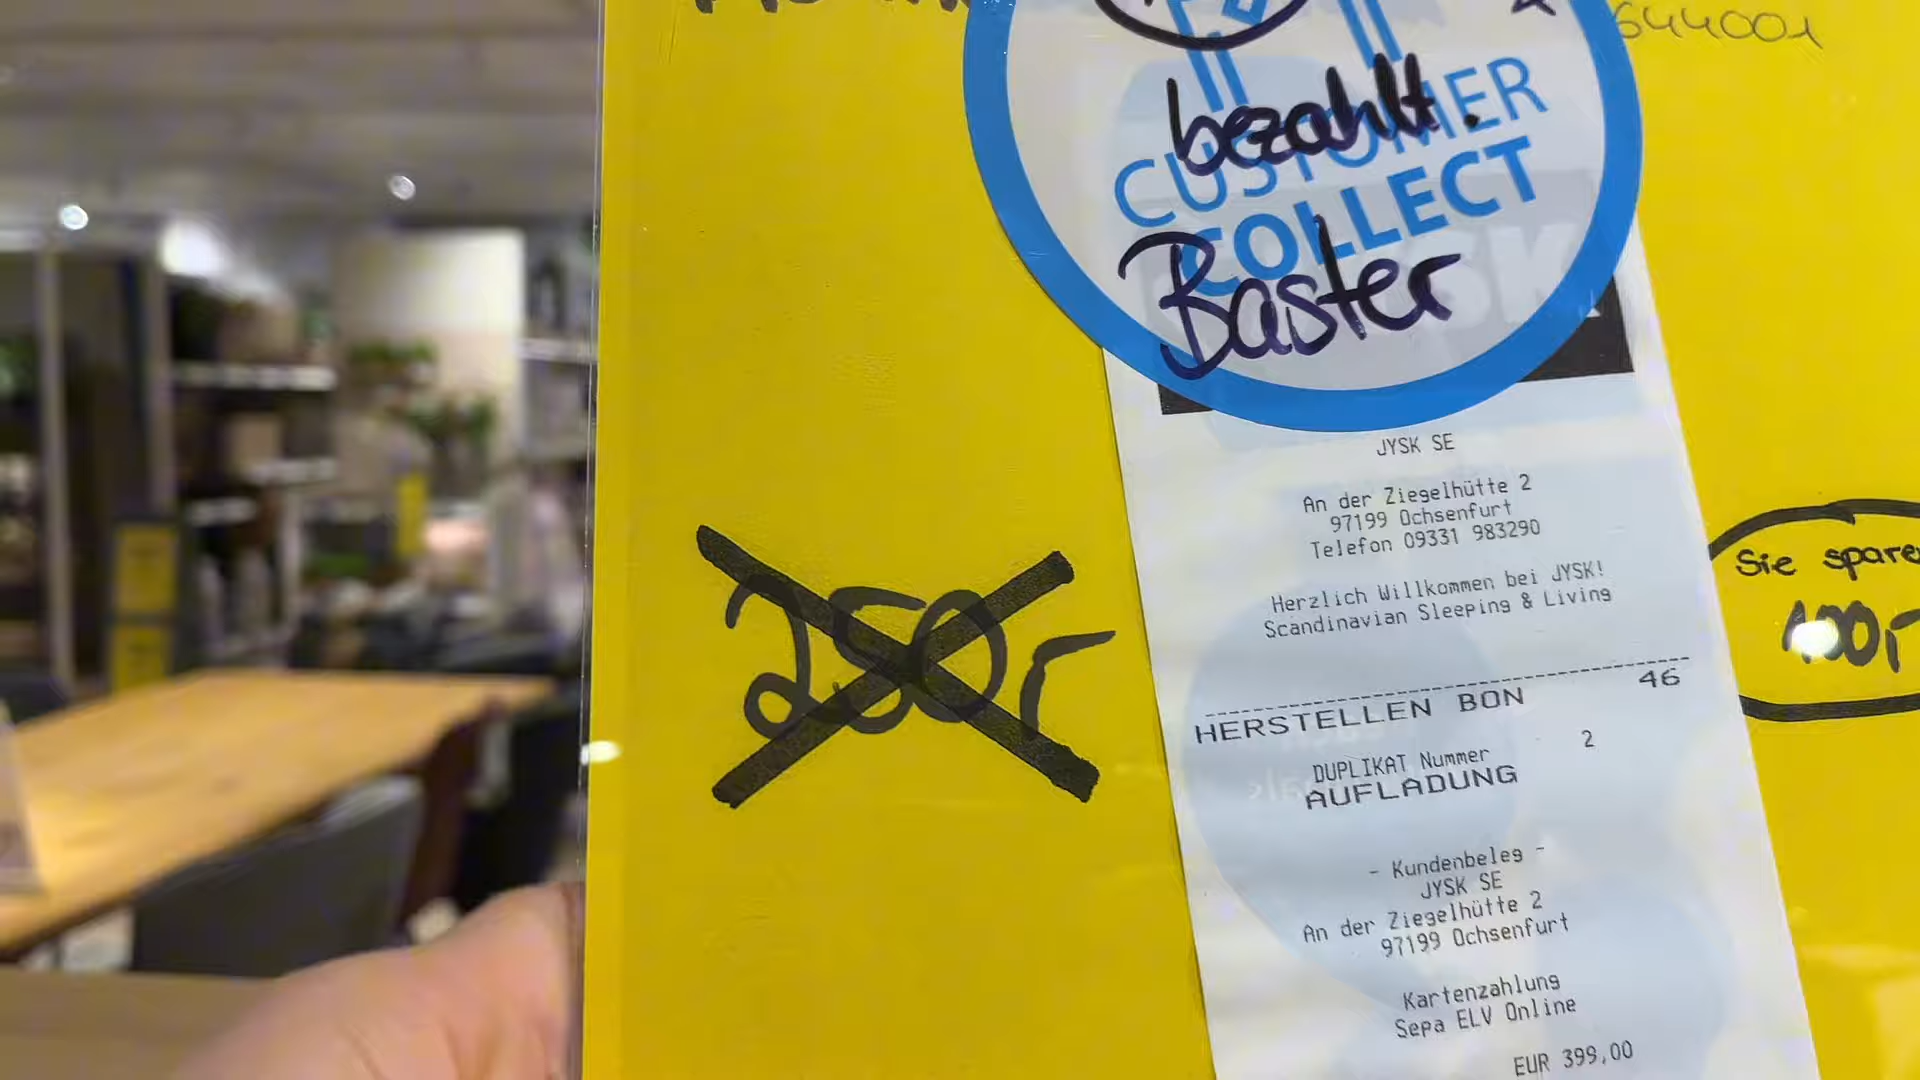 644001
bezahlt.
CUSTOMER
COLLECT
Baster
JYSK SE
An der Ziegelhütte 2
97199 Ochsenfurt
Telefon 09331 983290
Herzlich Willkommen bei JYSK!
Scandinavian Sleeping & Living
46
HERSTELLEN BON
DUPLIKAT Nummer 2
AUFLADUNG
- Kundenbeleg -
JYSK SE
An der Ziegelhütte 2
97199 Ochsenfurt
Kartenzahlung
Sepa ELV Online
EUR 399,00
250,-
Sie sparen
100,-